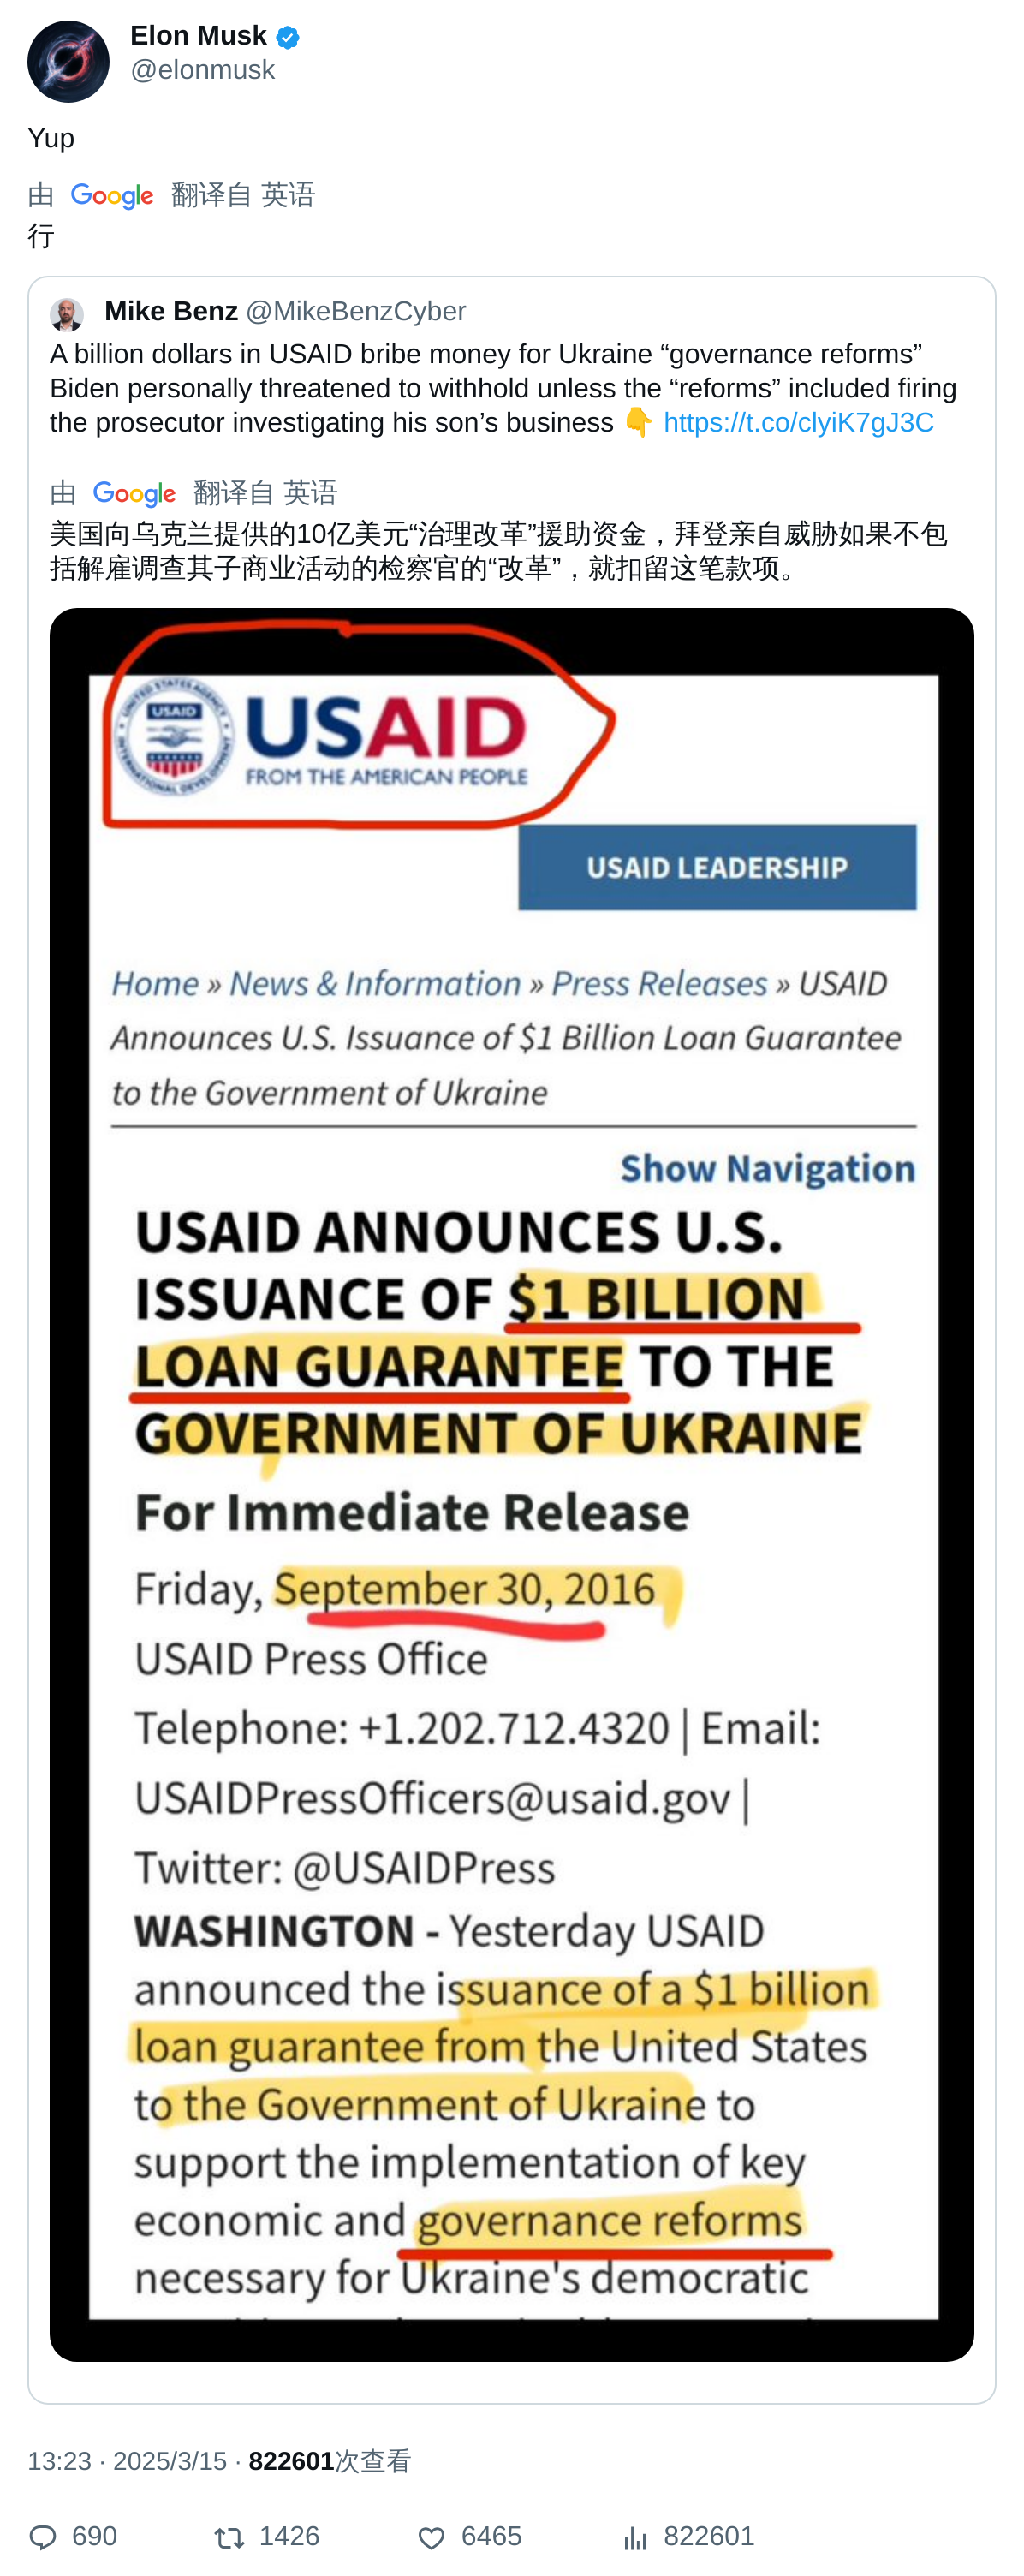 Elon Musk
@elonmusk
Yup
由 Google 翻译自 英语
行
Mike Benz @MikeBenzCyber
A billion dollars in USAID bribe money for Ukraine “governance reforms”
Biden personally threatened to withhold unless the “reforms” included firing
the prosecutor investigating his son’s business 👇 https://t.co/clyiK7gJ3C
由 Google 翻译自 英语
美国向乌克兰提供的10亿美元“治理改革”援助资金，拜登亲自威胁如果不包
括解雇调查其子商业活动的检察官的“改革”，就扣留这笔款项。
UNITED STATES AGENCY
USAID
INTERNATIONAL DEVELOPMENT
USAID
FROM THE AMERICAN PEOPLE
USAID LEADERSHIP
Home » News & Information » Press Releases » USAID
Announces U.S. Issuance of $1 Billion Loan Guarantee
to the Government of Ukraine
Show Navigation
USAID ANNOUNCES U.S.
ISSUANCE OF $1 BILLION
LOAN GUARANTEE TO THE
GOVERNMENT OF UKRAINE
For Immediate Release
Friday, September 30, 2016
USAID Press Office
Telephone: +1.202.712.4320 | Email:
USAIDPressOfficers@usaid.gov |
Twitter: @USAIDPress
WASHINGTON - Yesterday USAID
announced the issuance of a $1 billion
loan guarantee from the United States
to the Government of Ukraine to
support the implementation of key
economic and governance reforms
necessary for Ukraine's democratic
13:23 · 2025/3/15 · 822601次查看
690 1426 6465 822601